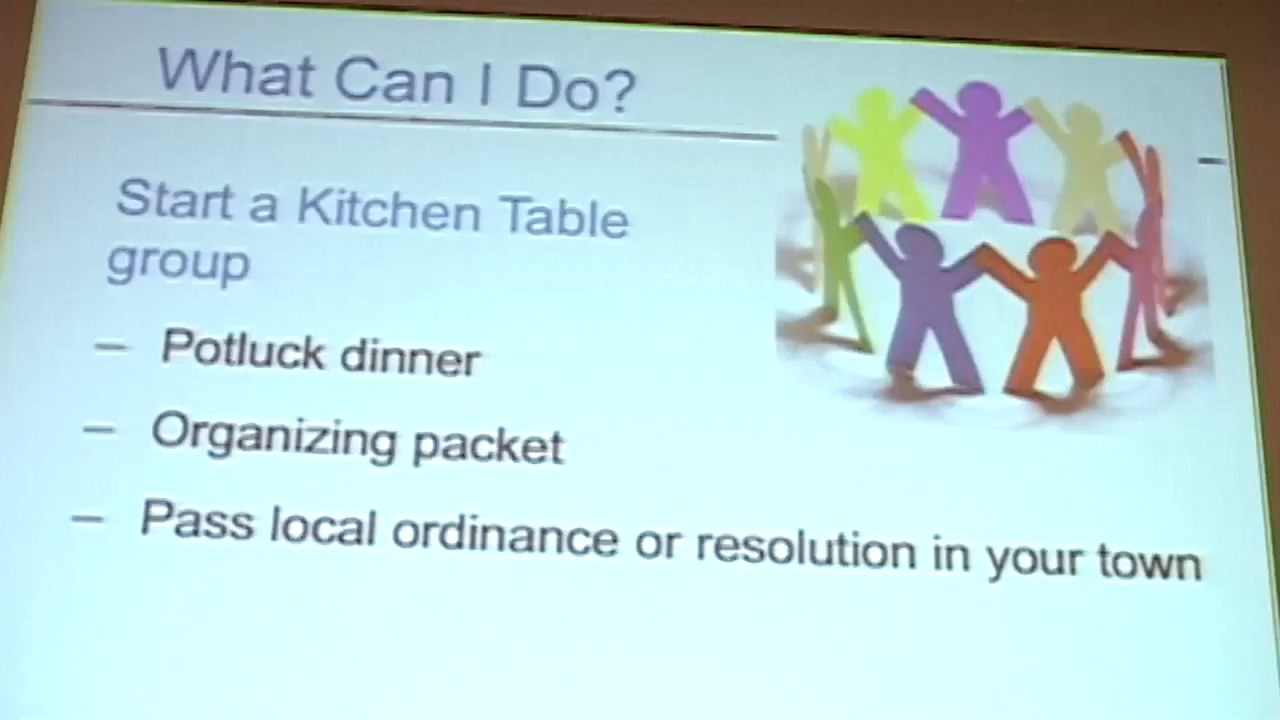 What Can I Do?
Start a Kitchen Table
group
– Potluck dinner
– Organizing packet
– Pass local ordinance or resolution in your town